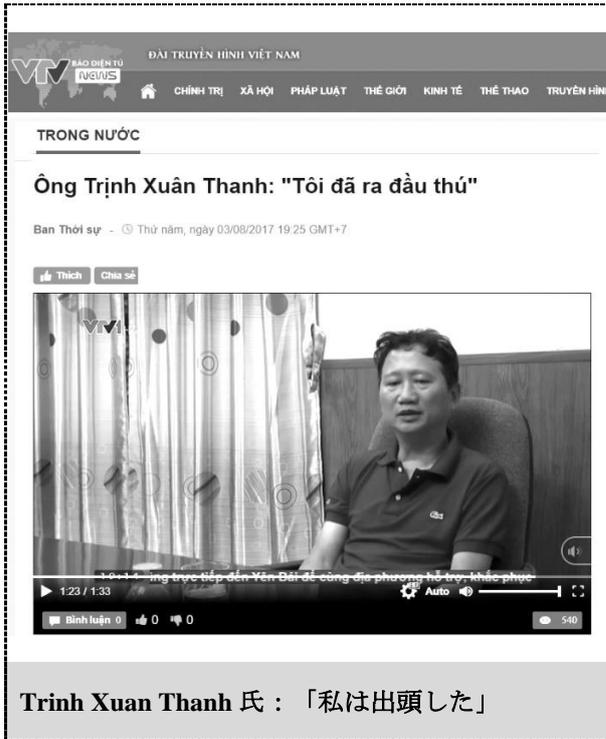 ĐÀI TRUYỀN HÌNH VIỆT NAM
VTV BÁO ĐIỆN TỬ
NEWS
CHÍNH TRỊ XÃ HỘI PHÁP LUẬT THẾ GIỚI KINH TẾ THỂ THAO TRUYỀN HÌN
TRONG NƯỚC
Ông Trịnh Xuân Thanh: "Tôi đã ra đầu thú"
Ban Thời sự - Thứ năm, ngày 03/08/2017 19:25 GMT+7
Thích Chia sẻ
VTV1
ng trực tiếp đến Yên Bái để cùng địa phương hỗ trợ, khắc phục
1:23 / 1:33 Auto
Bình luận 0 0 0 540
Trinh Xuan Thanh 氏：「私は出頭した」